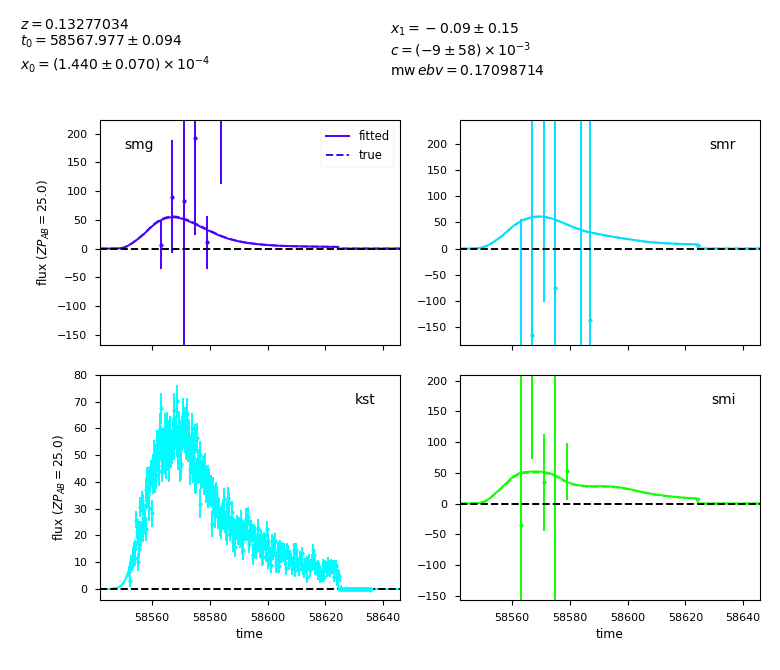 z = 0.13277034
t₀ = 58567.977 ± 0.094
x₀ = (1.440 ± 0.070) × 10⁻⁴
x₁ = −0.09 ± 0.15
c = (−9 ± 58) × 10⁻³
mw ebv = 0.17098714
smg
fitted
true
200
150
100
50
0
−50
−100
−150
flux (ZP_AB = 25.0)
smr
200
150
100
50
0
−50
−100
−150
kst
80
70
60
50
40
30
20
10
0
flux (ZP_AB = 25.0)
58560 58580 58600 58620 58640
time
smi
200
150
100
50
0
−50
−100
−150
58560 58580 58600 58620 58640
time